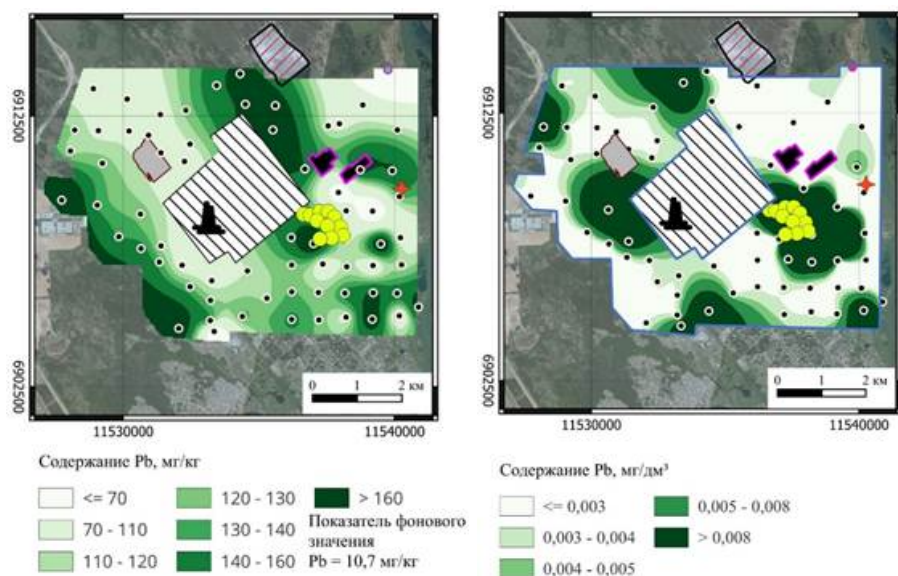 6912500
6902500
0 1 2 км
11530000
11540000
Содержание Pb, мг/кг
<= 70
70 - 110
110 - 120
120 - 130
130 - 140
140 - 160
> 160
Показатель фонового
значения
Pb = 10,7 мг/кг
6912500
6902500
0 1 2 км
11530000
11540000
Содержание Pb, мг/дм³
<= 0,003
0,003 - 0,004
0,004 - 0,005
0,005 - 0,008
> 0,008